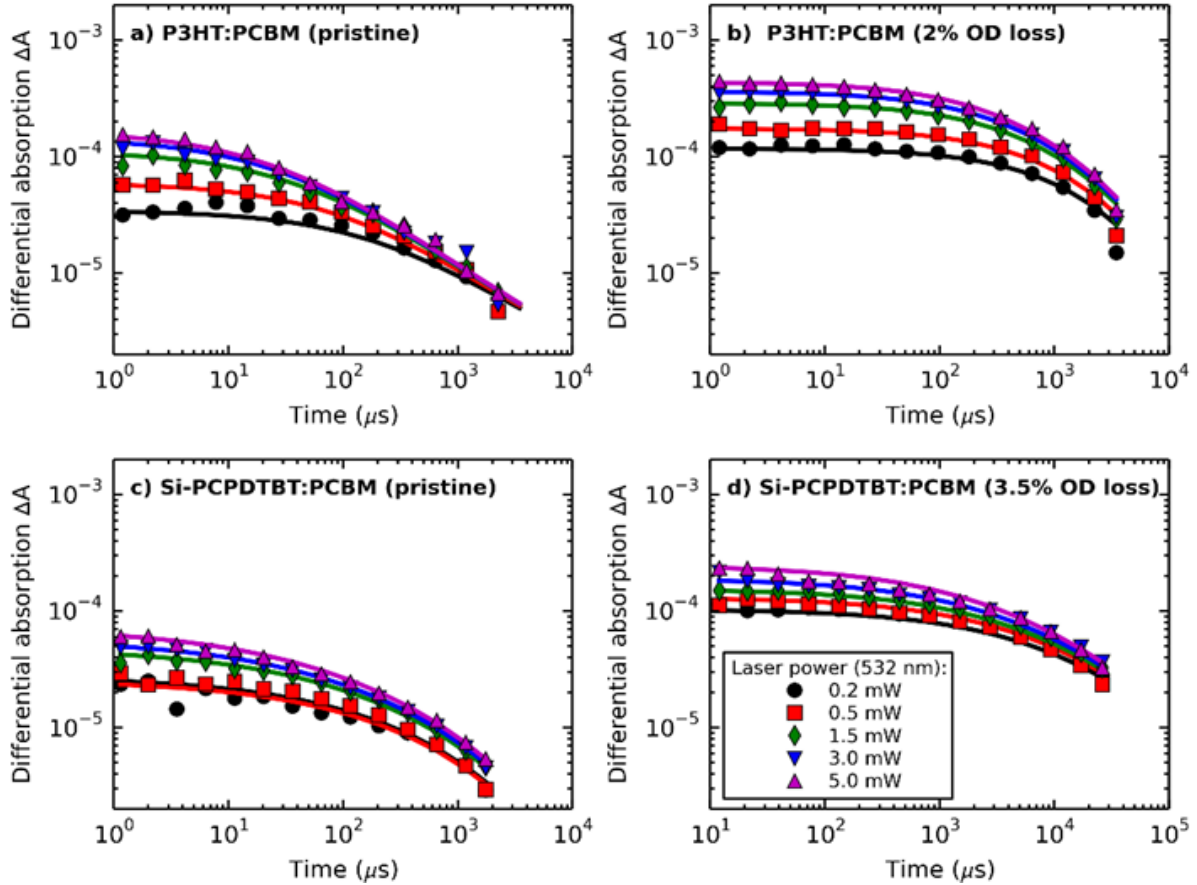 a) P3HT:PCBM (pristine)
Differential absorption ΔA
10⁻³
10⁻⁴
10⁻⁵
10⁰ 10¹ 10² 10³ 10⁴
Time (μs)
b) P3HT:PCBM (2% OD loss)
Differential absorption ΔA
10⁻³
10⁻⁴
10⁻⁵
10⁰ 10¹ 10² 10³ 10⁴
Time (μs)
c) Si-PCPDTBT:PCBM (pristine)
Differential absorption ΔA
10⁻³
10⁻⁴
10⁻⁵
10⁰ 10¹ 10² 10³ 10⁴
Time (μs)
d) Si-PCPDTBT:PCBM (3.5% OD loss)
Differential absorption ΔA
10⁻³
10⁻⁴
10⁻⁵
Laser power (532 nm):
0.2 mW
0.5 mW
1.5 mW
3.0 mW
5.0 mW
10¹ 10² 10³ 10⁴ 10⁵
Time (μs)